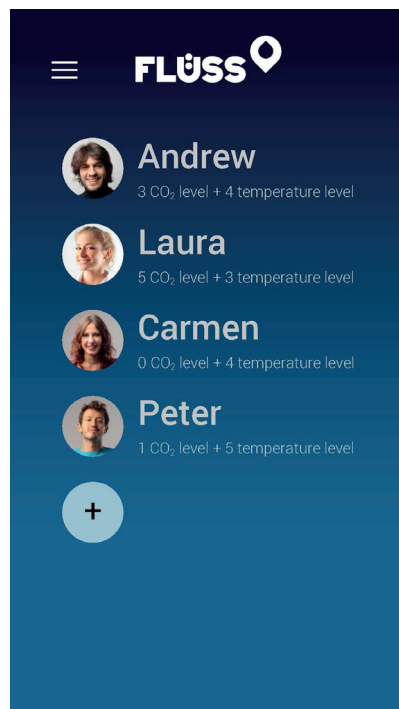 FLÜSS
Andrew
3 CO₂ level + 4 temperature level
Laura
5 CO₂ level + 3 temperature level
Carmen
0 CO₂ level + 4 temperature level
Peter
1 CO₂ level + 5 temperature level
+